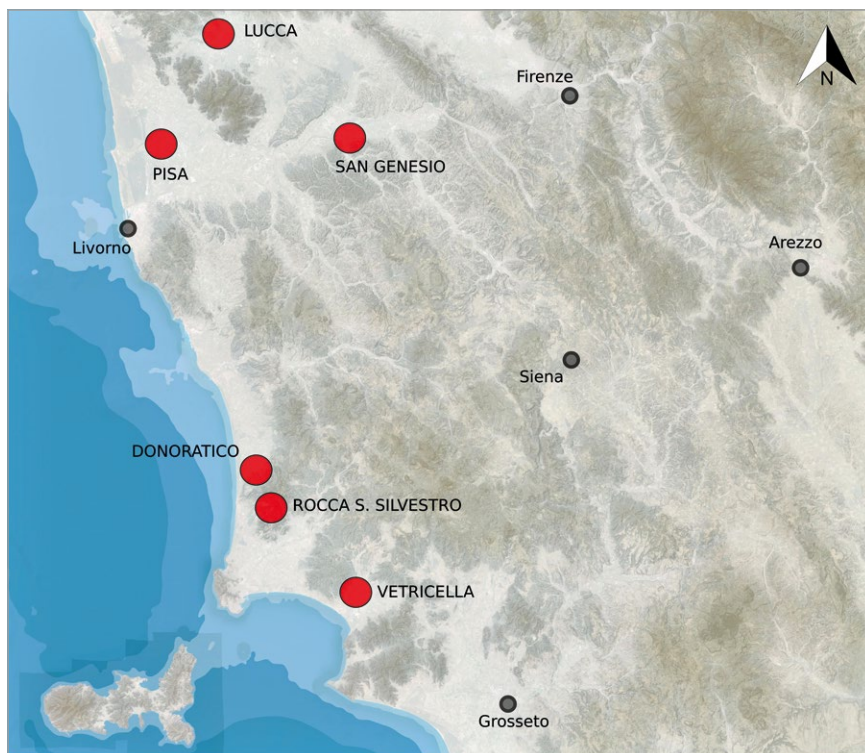 LUCCA
Firenze
N
PISA
SAN GENESIO
Livorno
Arezzo
Siena
DONORATICO
ROCCA S. SILVESTRO
VETRICELLA
Grosseto